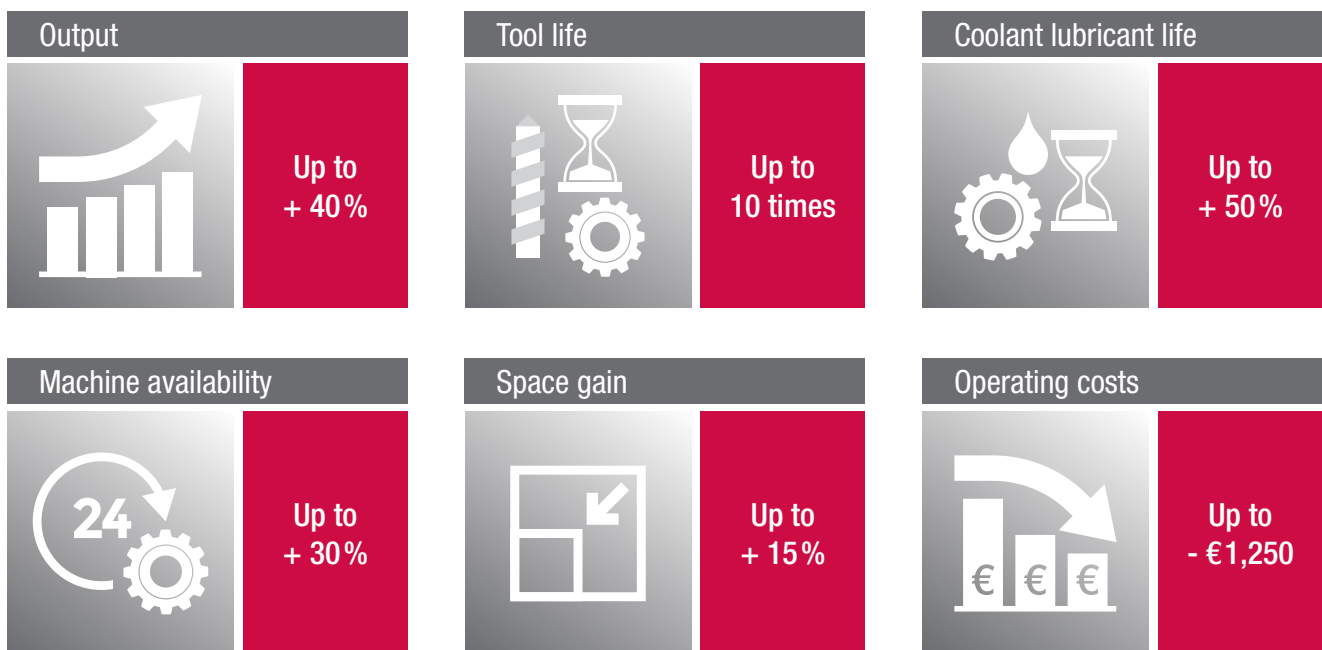 Output
Up to
+ 40%
Tool life
Up to
10 times
Coolant lubricant life
Up to
+ 50%
Machine availability
24
Up to
+ 30%
Space gain
Up to
+ 15%
Operating costs
€ € €
Up to
- €1,250